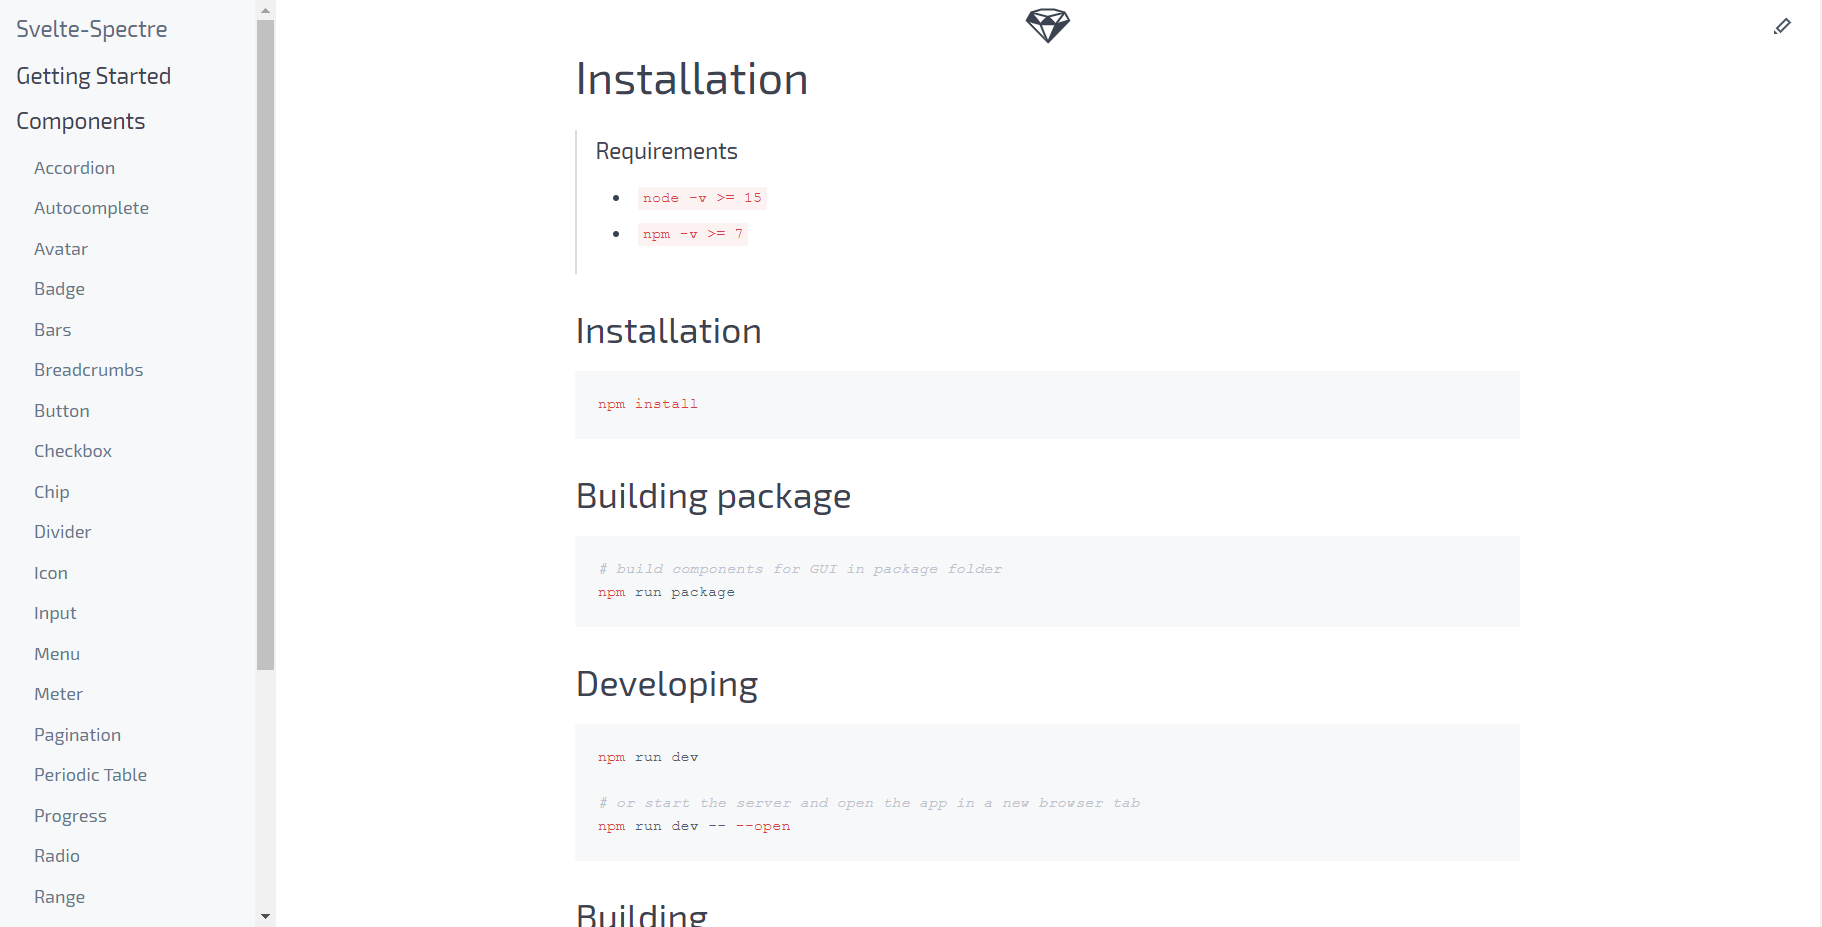 Svelte-Spectre
Getting Started
Components
Accordion
Autocomplete
Avatar
Badge
Bars
Breadcrumbs
Button
Checkbox
Chip
Divider
Icon
Input
Menu
Meter
Pagination
Periodic Table
Progress
Radio
Range
Installation
Requirements
node -v >= 15
npm -v >= 7
Installation
npm install
Building package
# build components for GUI in package folder
npm run package
Developing
npm run dev
# or start the server and open the app in a new browser tab
npm run dev -- --open
Building